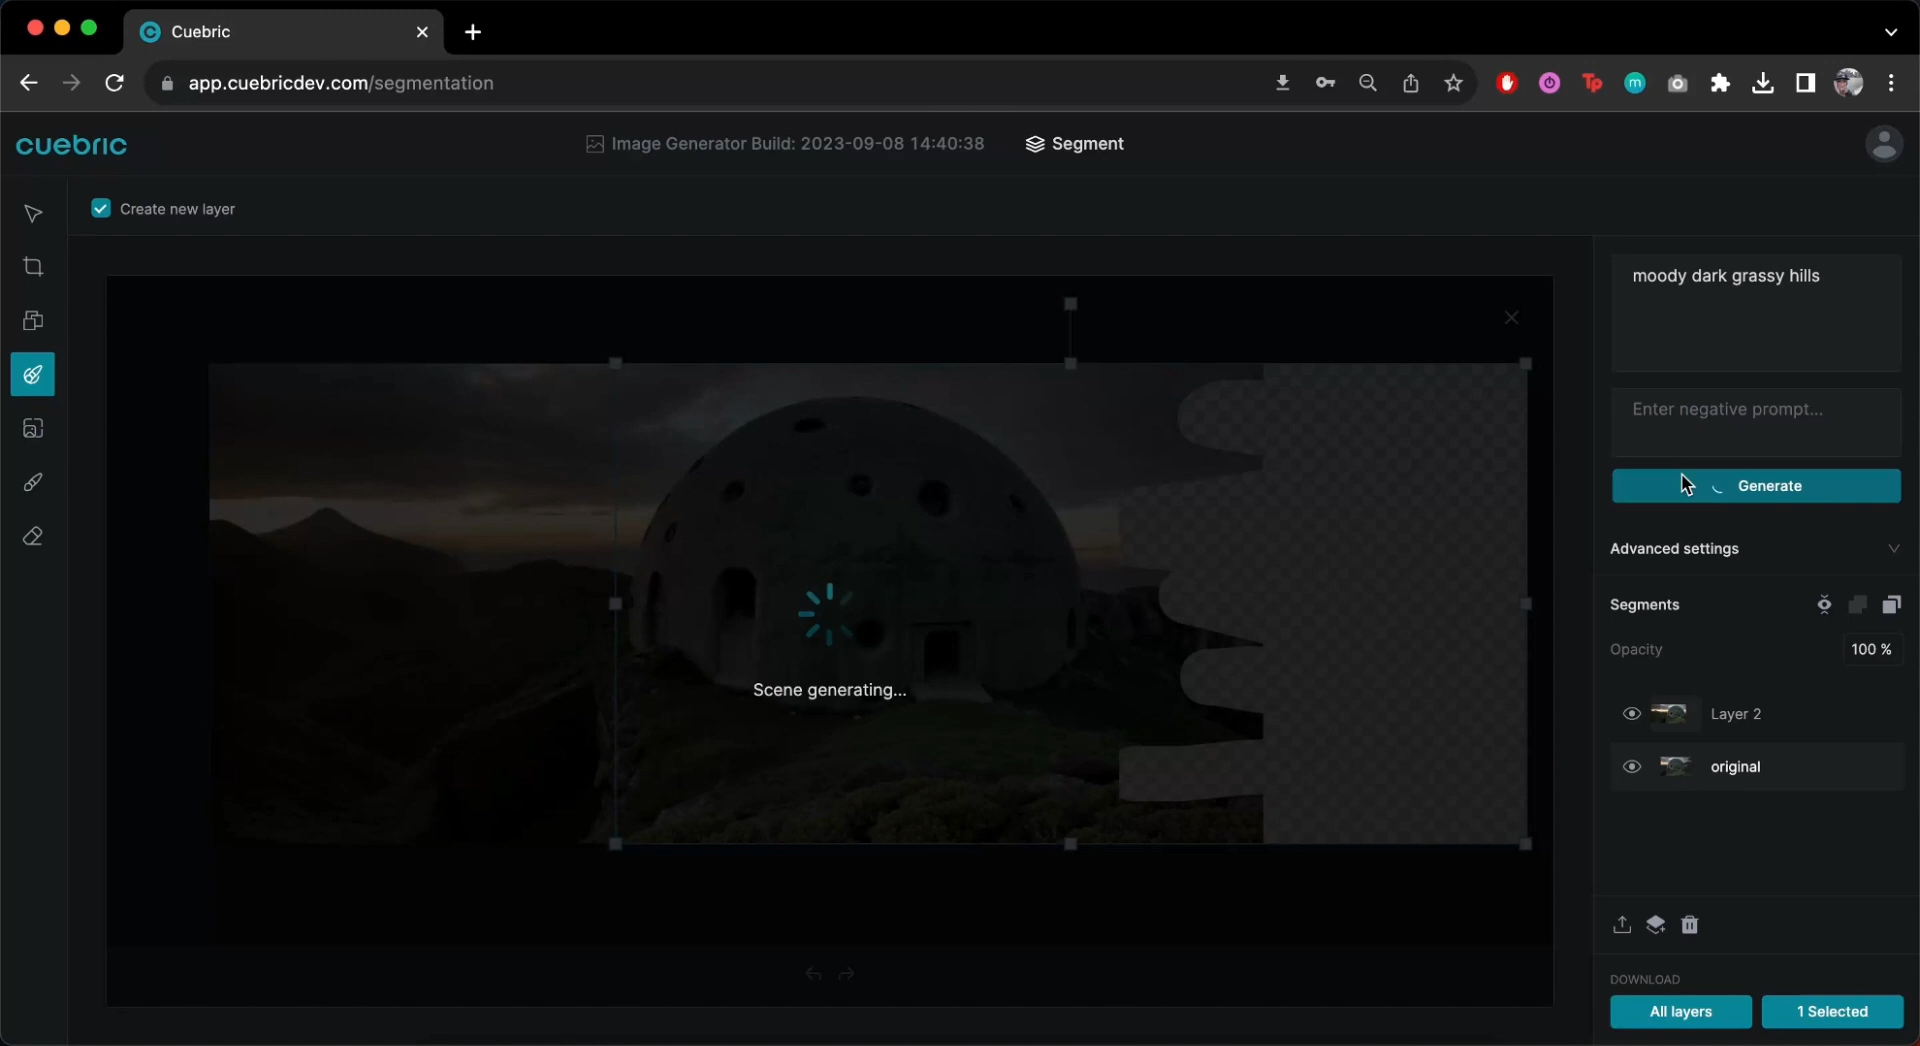 Cuebric
app.cuebricdev.com/segmentation
Tp
m
cuebric
Image Generator Build: 2023-09-08 14:40:38
Segment
Create new layer
moody dark grassy hills
Enter negative prompt...
Generate
Advanced settings
Segments
Opacity
100 %
Scene generating...
Layer 2
original
DOWNLOAD
All layers
1 Selected